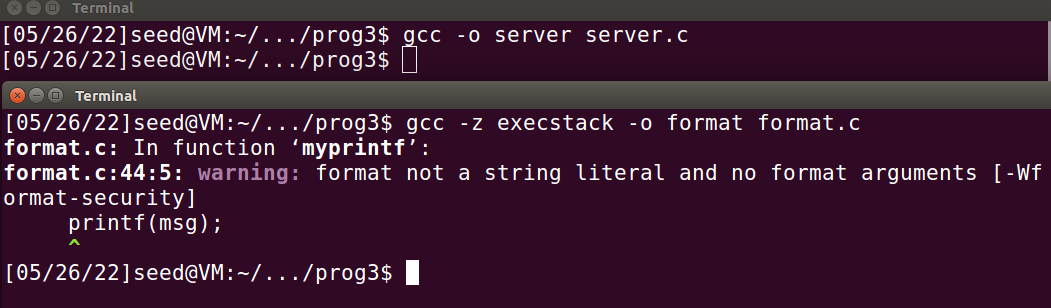 Terminal
[05/26/22]seed@VM:~/.../prog3$ gcc -o server server.c
[05/26/22]seed@VM:~/.../prog3$
Terminal
[05/26/22]seed@VM:~/.../prog3$ gcc -z execstack -o format format.c
format.c: In function ‘myprintf’:
format.c:44:5: warning: format not a string literal and no format arguments [-Wf
ormat-security]
     printf(msg);
     ^
[05/26/22]seed@VM:~/.../prog3$